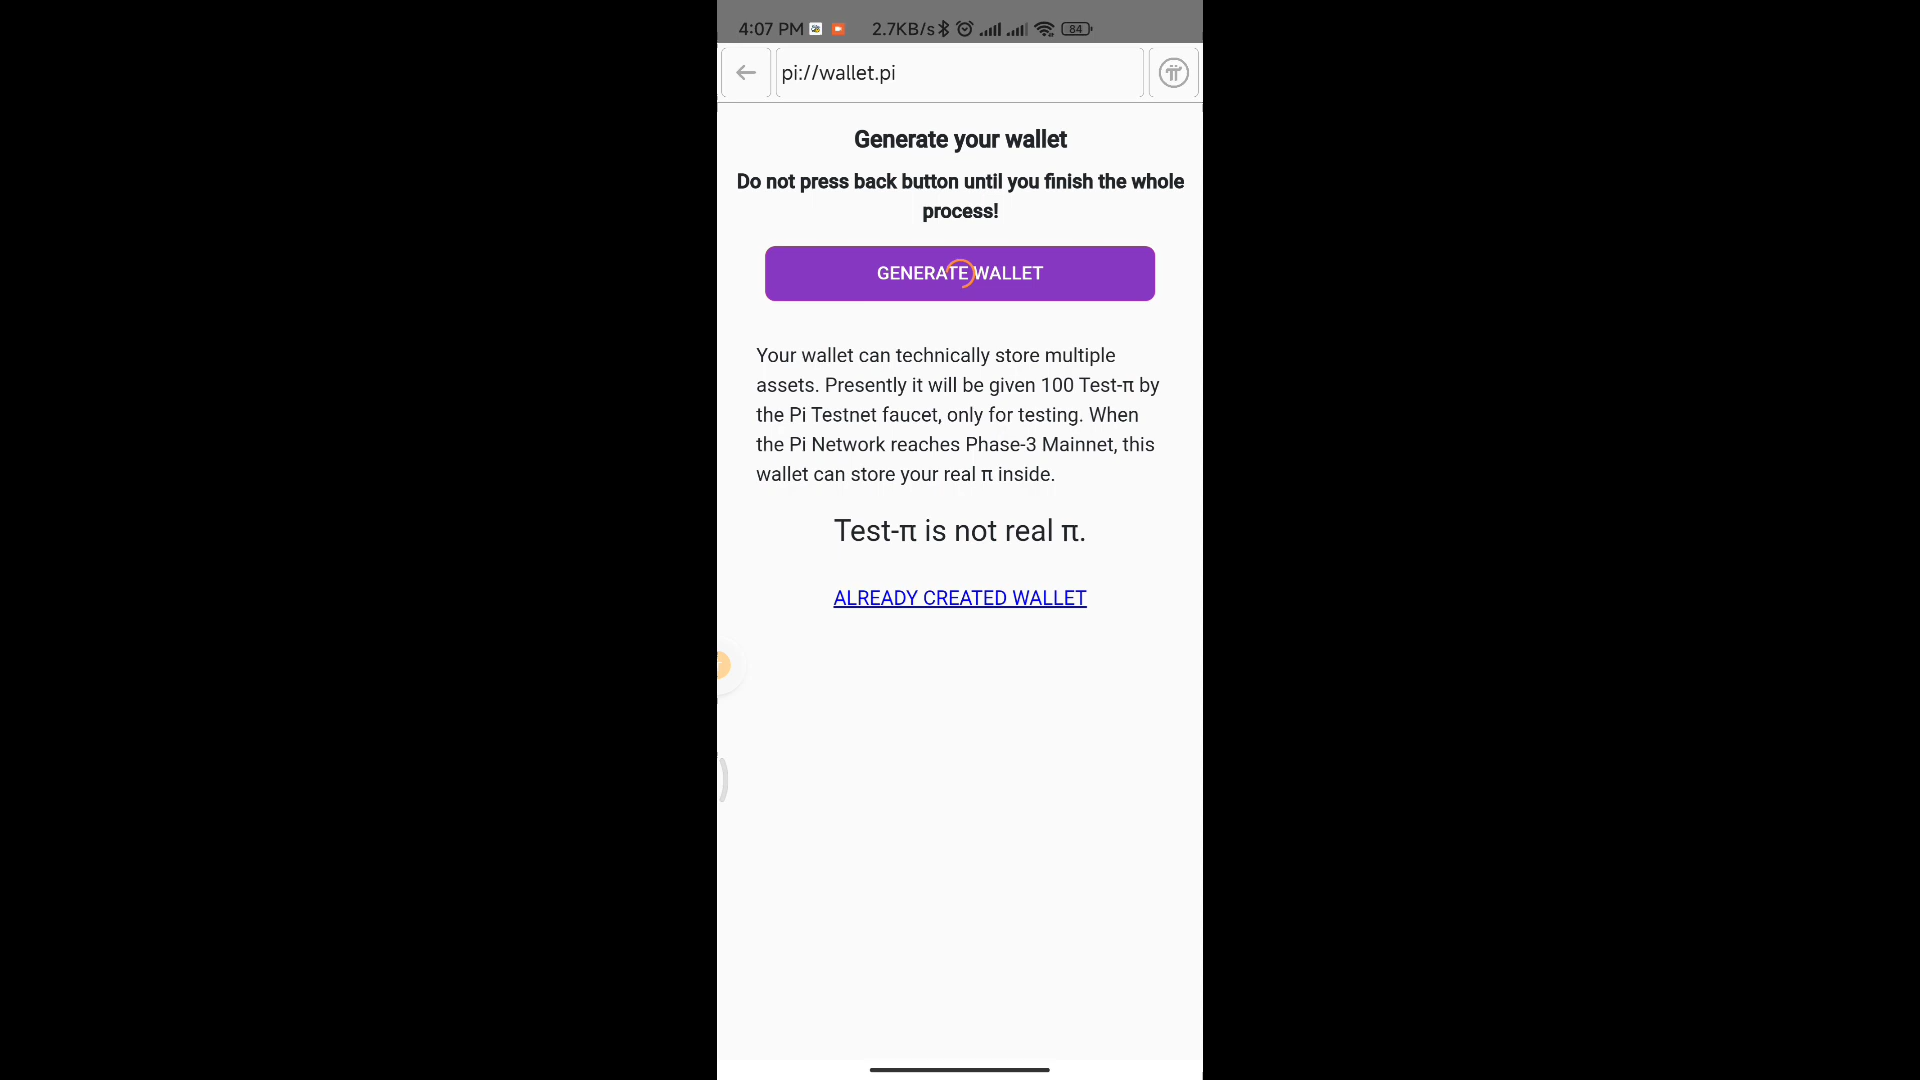 4:07 PM 2.7KB/s 84
pi://wallet.pi
Generate your wallet
Do not press back button until you finish the whole
process!
GENERATE WALLET
Your wallet can technically store multiple
assets. Presently it will be given 100 Test-π by
the Pi Testnet faucet, only for testing. When
the Pi Network reaches Phase-3 Mainnet, this
wallet can store your real π inside.
Test-π is not real π.
ALREADY CREATED WALLET